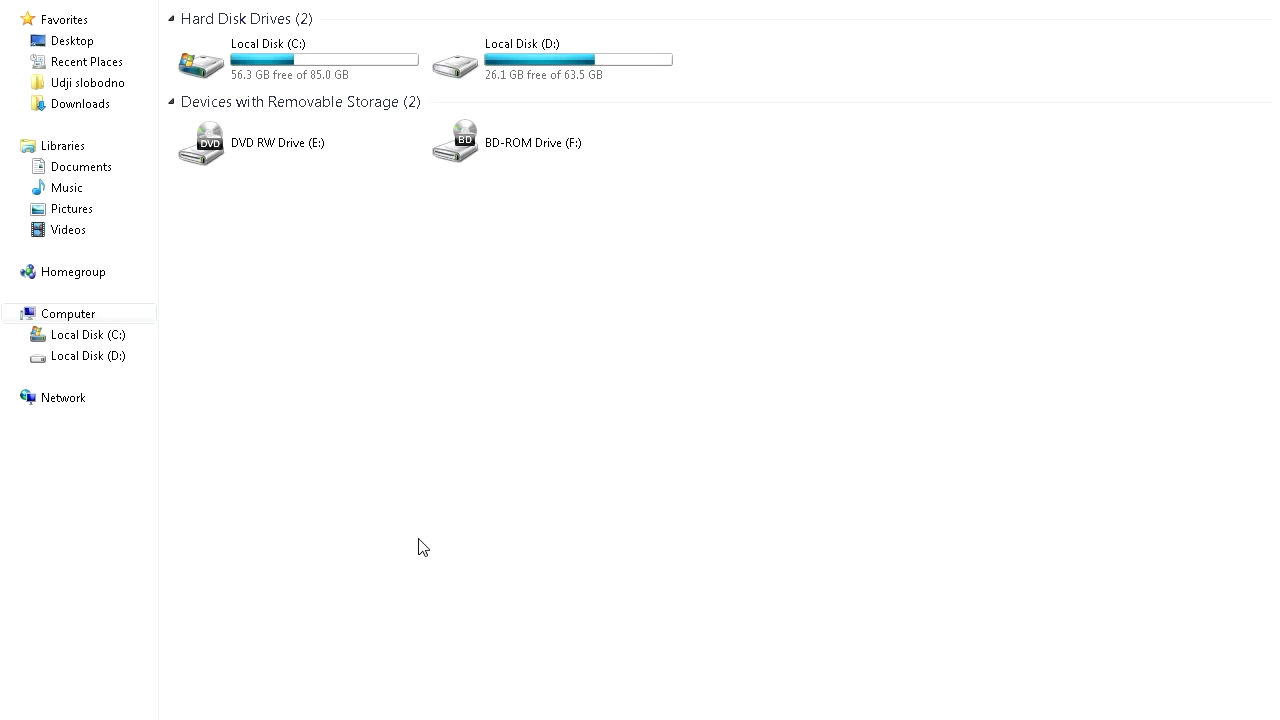 Favorites
Desktop
Recent Places
Udji slobodno
Downloads
Libraries
Documents
Music
Pictures
Videos
Homegroup
Computer
Local Disk (C:)
Local Disk (D:)
Network
Hard Disk Drives (2)
Local Disk (C:)
56.3 GB free of 85.0 GB
Local Disk (D:)
26.1 GB free of 63.5 GB
Devices with Removable Storage (2)
DVD
DVD RW Drive (E:)
BD
BD-ROM Drive (F:)